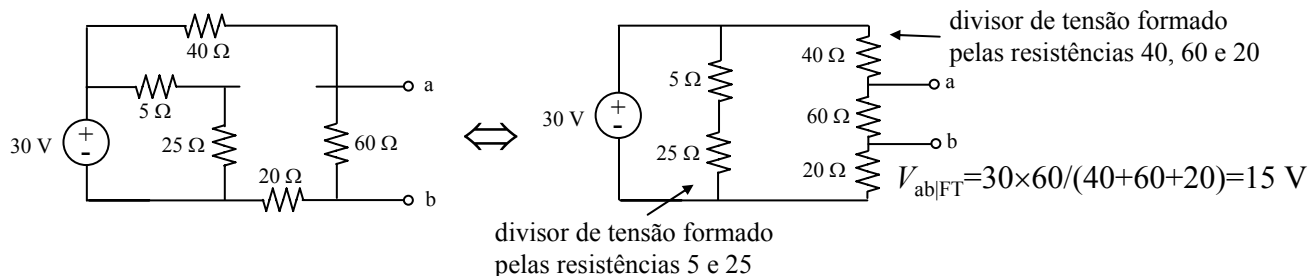 40 Ω
5 Ω
a
30 V
+
-
25 Ω
60 Ω
20 Ω
b
divisor de tensão formado
pelas resistências 40, 60 e 20
40 Ω
5 Ω
a
30 V
+
-
60 Ω
25 Ω
b
20 Ω
V_ab|FT=30×60/(40+60+20)=15 V
divisor de tensão formado
pelas resistências 5 e 25